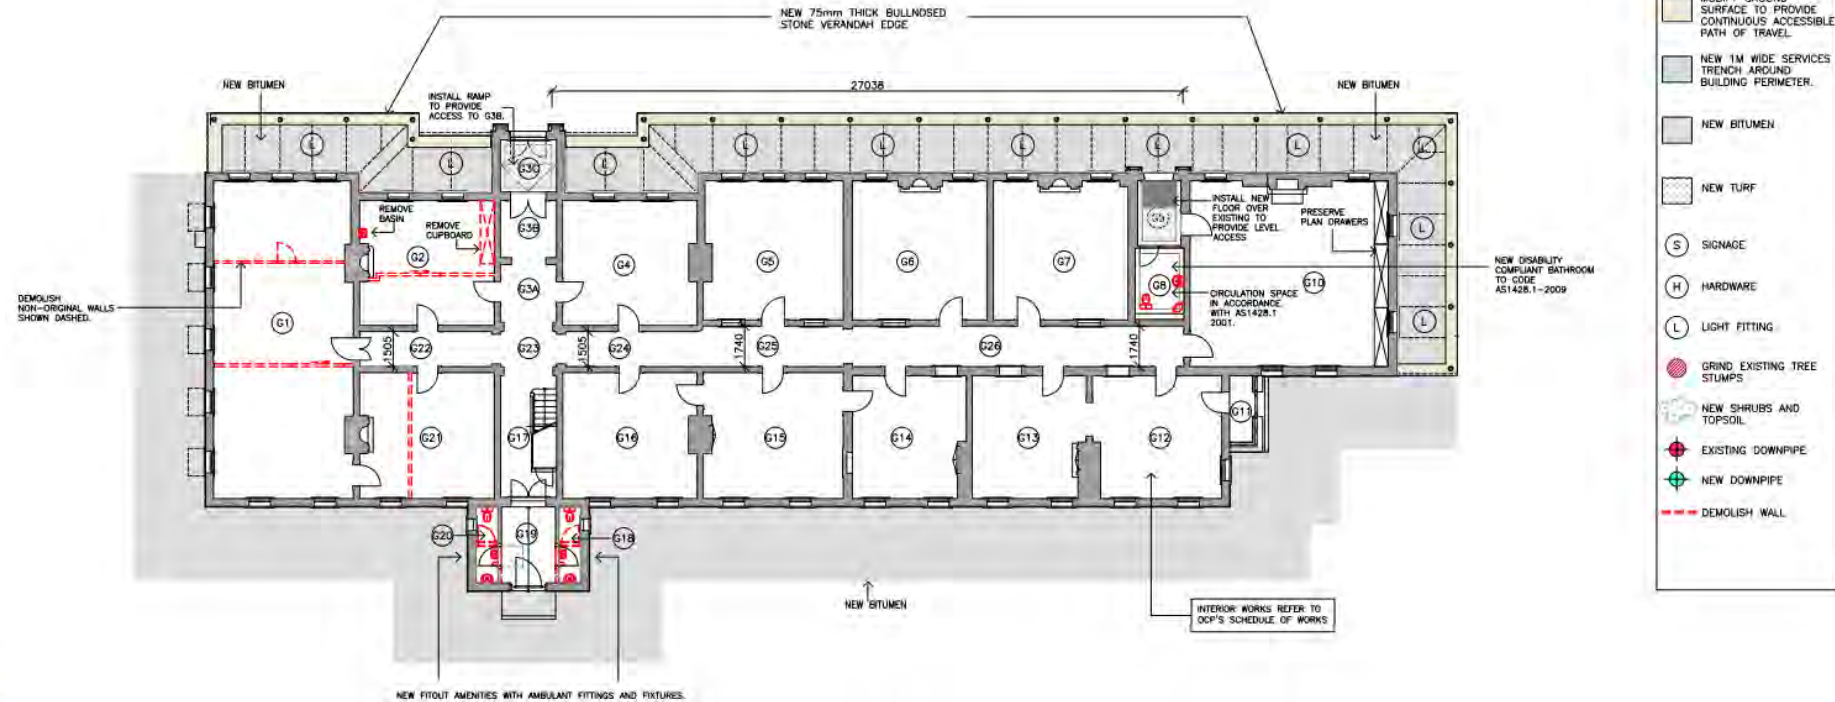 NEW 75mm THICK BULLNOSED
STONE VERANDAH EDGE
NEW BITUMEN
INSTALL RAMP
TO PROVIDE
ACCESS TO G3B.
27038
NEW BITUMEN
L
L
L
L
L
L
L
L
L
G3C
REMOVE
BASIN
REMOVE
CUPBOARD
G3B
G2
G4
G5
G6
G7
INSTALL NEW
FLOOR OVER
EXISTING TO
PROVIDE LEVEL
ACCESS
PRESERVE
PLAN DRAWERS
L
G3A
G8
G10
NEW DISABILITY
COMPLIANT BATHROOM
TO CODE
AS1428.1-2009
CIRCULATION SPACE
IN ACCORDANCE
WITH AS1428.1
2001.
L
DEMOLISH
NON-ORIGINAL WALLS
SHOWN DASHED.
G1
1505
G22
G23
1505
G24
1740
G25
G26
1740
G21
G17
G16
G15
G14
G13
G12
G11
G20
G19
G18
NEW BITUMEN
INTERIOR WORKS REFER TO
OCP'S SCHEDULE OF WORKS
NEW FITOUT AMENITIES WITH AMBULANT FITTINGS AND FIXTURES.
SURFACE TO PROVIDE
CONTINUOUS ACCESSIBLE
PATH OF TRAVEL
NEW 1M WIDE SERVICES
TRENCH AROUND
BUILDING PERIMETER.
NEW BITUMEN
NEW TURF
S SIGNAGE
H HARDWARE
L LIGHT FITTING
GRIND EXISTING TREE
STUMPS
NEW SHRUBS AND
TOPSOIL
EXISTING DOWNPIPE
NEW DOWNPIPE
DEMOLISH WALL